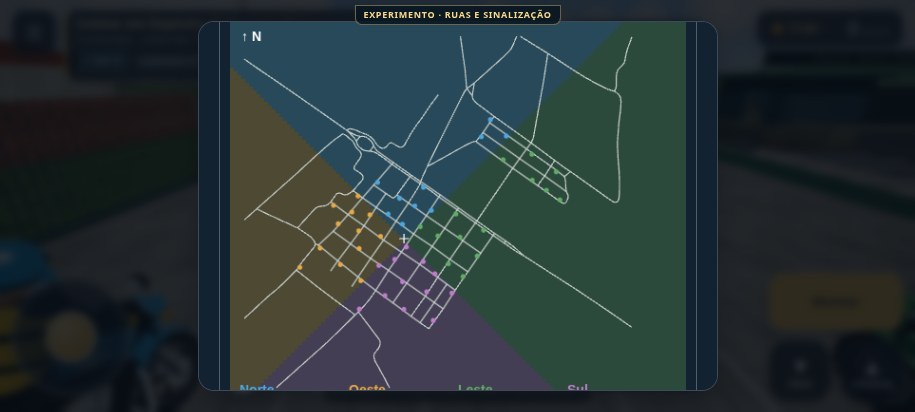 EXPERIMENTO · RUAS E SINALIZAÇÃO
↑ N
Norte Oeste Leste Sul